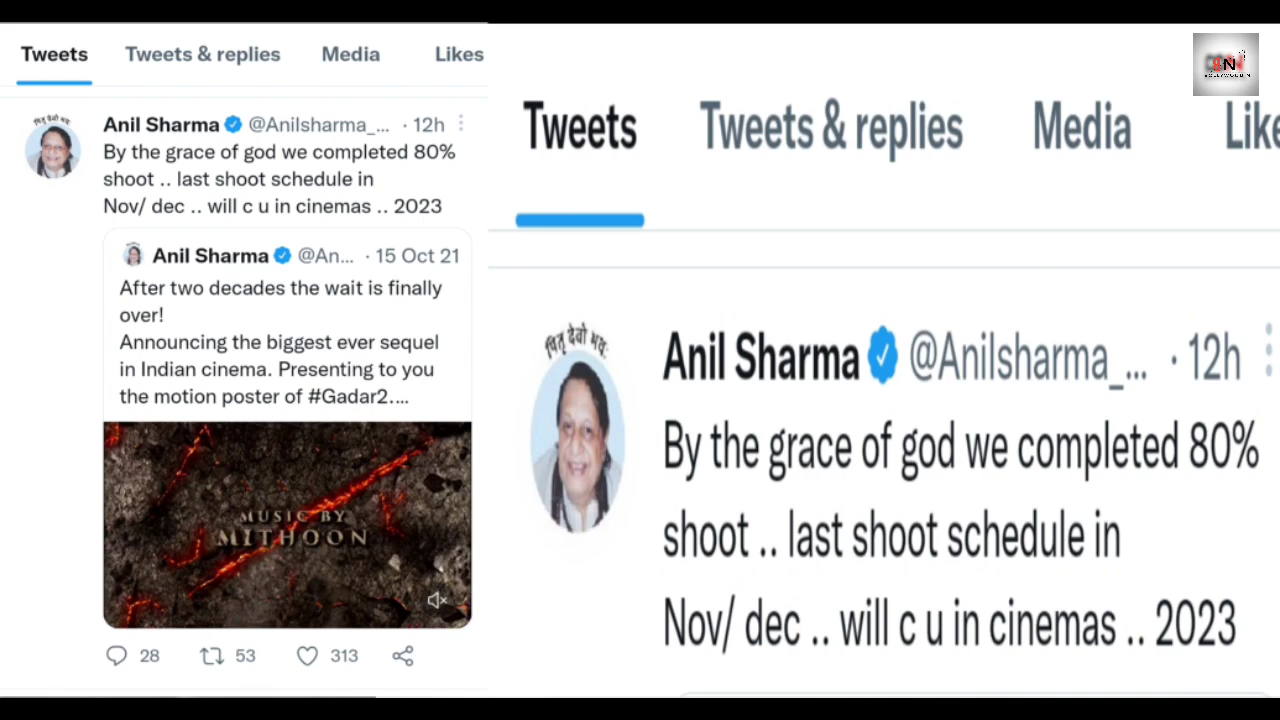 Tweets Tweets & replies Media Likes
पितृ देवो भवः
Anil Sharma @Anilsharma_... · 12h
By the grace of god we completed 80%
shoot .. last shoot schedule in
Nov/ dec .. will c u in cinemas .. 2023
Anil Sharma @An... · 15 Oct 21
After two decades the wait is finally
over!
Announcing the biggest ever sequel
in Indian cinema. Presenting to you
the motion poster of #Gadar2....
MUSIC BY
MITHOON
28 53 313
Tweets Tweets & replies Media Like
पितृ देवो भवः
Anil Sharma @Anilsharma_... · 12h
By the grace of god we completed 80%
shoot .. last shoot schedule in
Nov/ dec .. will c u in cinemas .. 2023